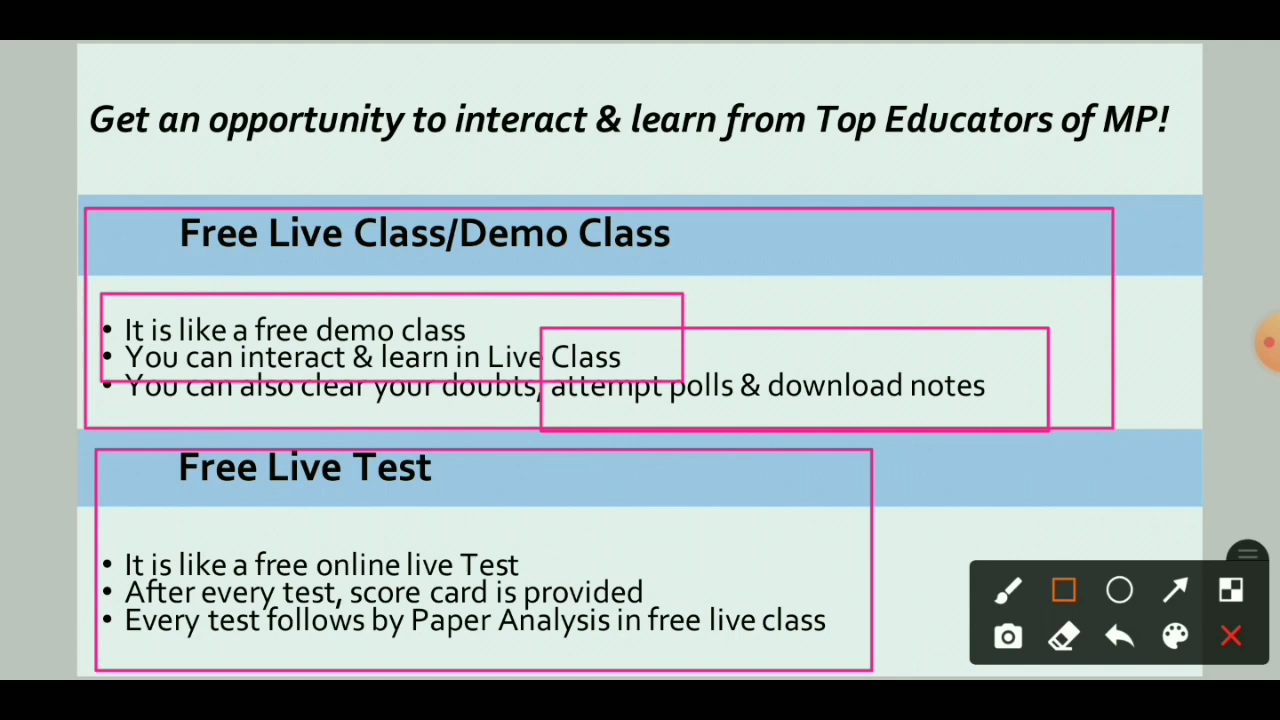 Get an opportunity to interact & learn from Top Educators of MP!
Free Live Class/Demo Class
• It is like a free demo class
• You can interact & learn in Live Class
• You can also clear your doubts, attempt polls & download notes
Free Live Test
• It is like a free online live Test
• After every test, score card is provided
• Every test follows by Paper Analysis in free live class